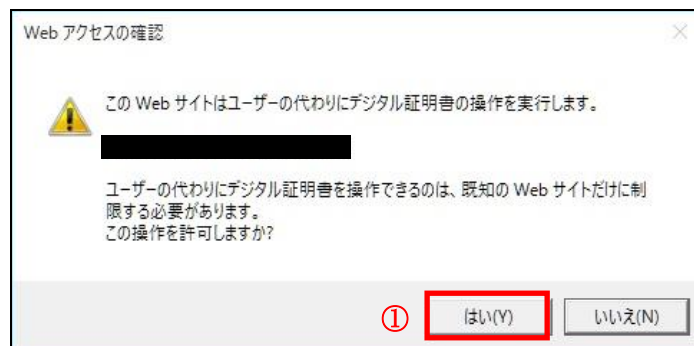 Web アクセスの確認
この Web サイトはユーザーの代わりにデジタル証明書の操作を実行します。
ユーザーの代わりにデジタル証明書を操作できるのは、既知の Web サイトだけに制
限する必要があります。
この操作を許可しますか?
① はい(Y) いいえ(N)